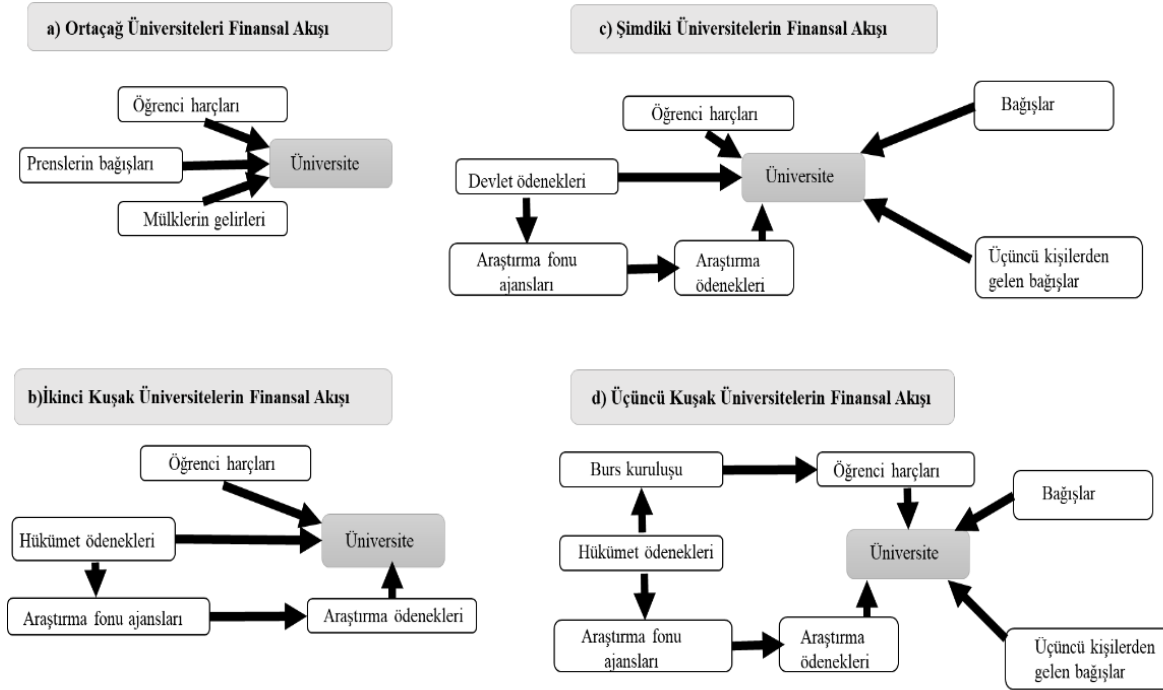 a) Ortaçağ Üniversiteleri Finansal Akışı
Öğrenci harçları
Prenslerin bağışları
Üniversite
Mülklerin gelirleri
c) Şimdiki Üniversitelerin Finansal Akışı
Öğrenci harçları
Bağışlar
Devlet ödenekleri
Üniversite
Araştırma fonu
ajansları
Araştırma
ödenekleri
Üçüncü kişilerden
gelen bağışlar
b)İkinci Kuşak Üniversitelerin Finansal Akışı
Öğrenci harçları
Hükümet ödenekleri
Üniversite
Araştırma fonu ajansları
Araştırma ödenekleri
d) Üçüncü Kuşak Üniversitelerin Finansal Akışı
Burs kuruluşu
Öğrenci harçları
Bağışlar
Hükümet ödenekleri
Üniversite
Araştırma fonu
ajansları
Araştırma
ödenekleri
Üçüncü kişilerden
gelen bağışlar